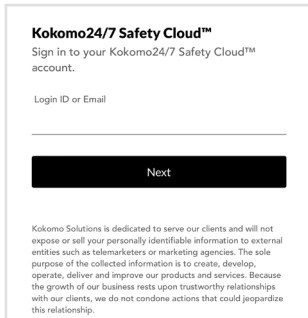 Kokomo24/7 Safety Cloud™
Sign in to your Kokomo24/7 Safety Cloud™
account.
Login ID or Email
Next
Kokomo Solutions is dedicated to serve our clients and will not
expose or sell your personally identifiable information to external
entities such as telemarketers or marketing agencies. The sole
purpose of the collected information is to create, develop,
operate, deliver and improve our products and services. Because
the growth of our business rests upon trustworthy relationships
with our clients, we do not condone actions that could jeopardize
this relationship.